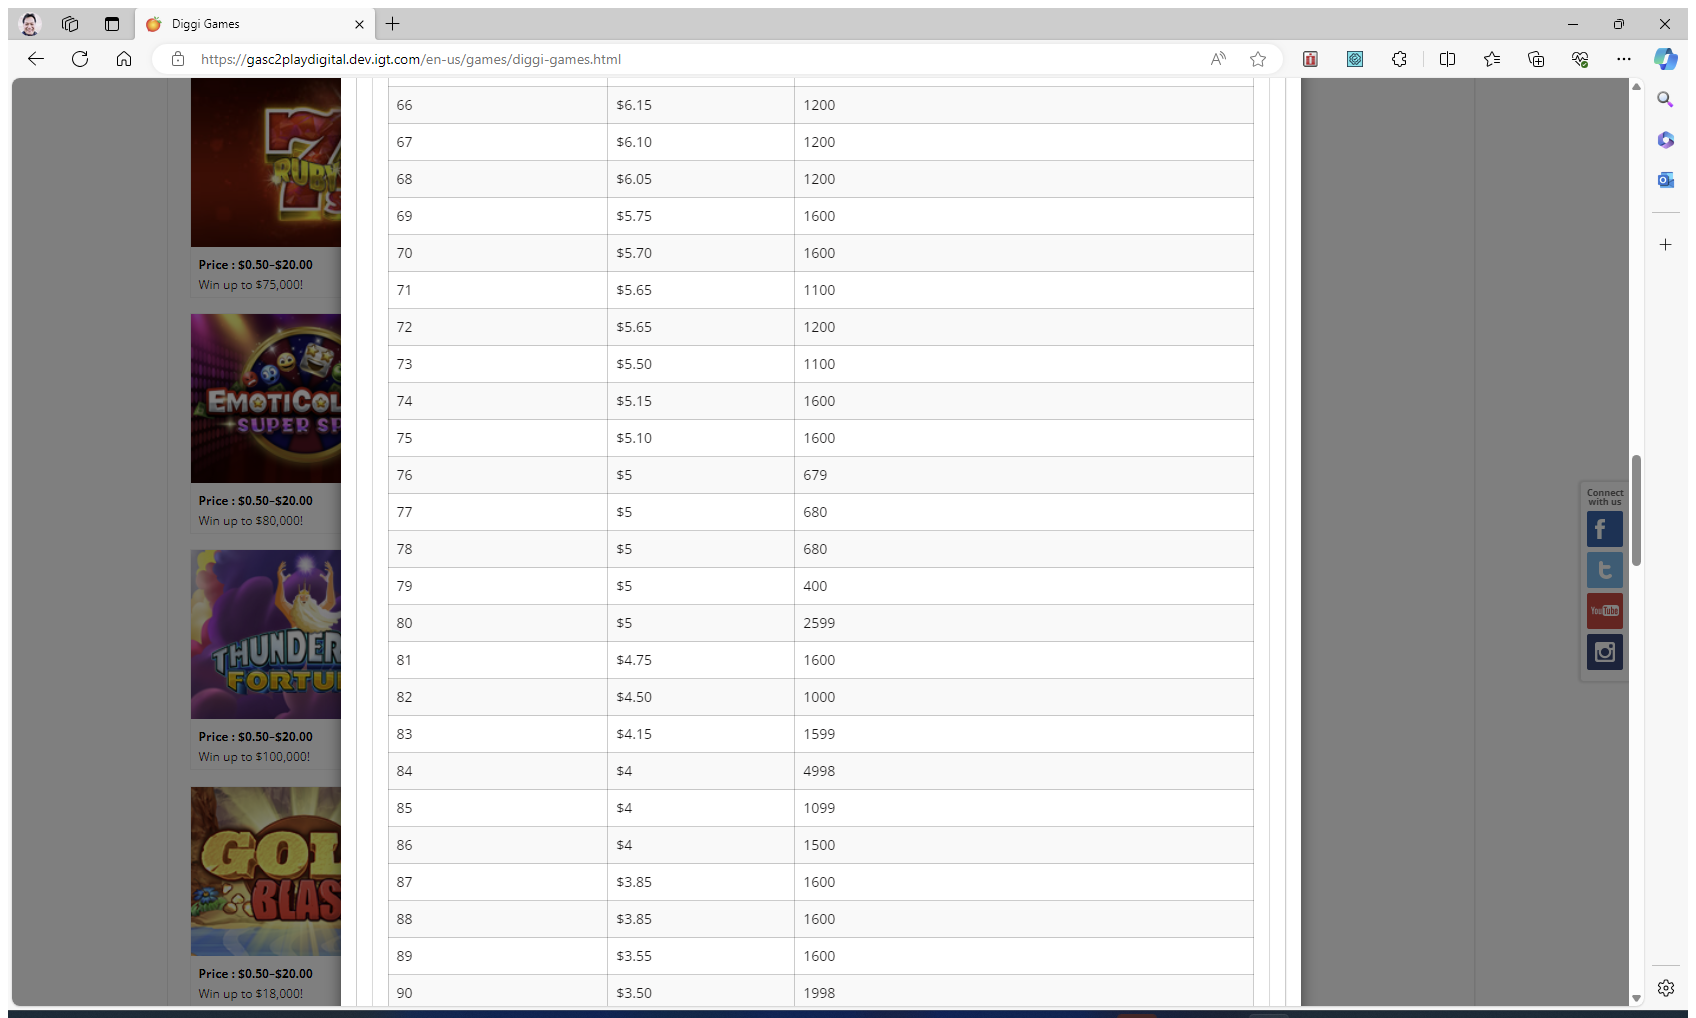 Diggi Games
https://gasc2playdigital.dev.igt.com/en-us/games/diggi-games.html
66 $6.15 1200
67 $6.10 1200
68 $6.05 1200
69 $5.75 1600
70 $5.70 1600
71 $5.65 1100
72 $5.65 1200
73 $5.50 1100
74 $5.15 1600
75 $5.10 1600
76 $5 679
77 $5 680
78 $5 680
79 $5 400
80 $5 2599
81 $4.75 1600
82 $4.50 1000
83 $4.15 1599
84 $4 4998
85 $4 1099
86 $4 1500
87 $3.85 1600
88 $3.85 1600
89 $3.55 1600
90 $3.50 1998
7
RUBY
Price : $0.50–$20.00
Win up to $75,000!
EMOTICOL
SUPER SP
Price : $0.50–$20.00
Win up to $80,000!
THUNDER
FORTU
Price : $0.50–$20.00
Win up to $100,000!
GOL
BLAS
Price : $0.50–$20.00
Win up to $18,000!
Connect
with us
f
t
YouTube